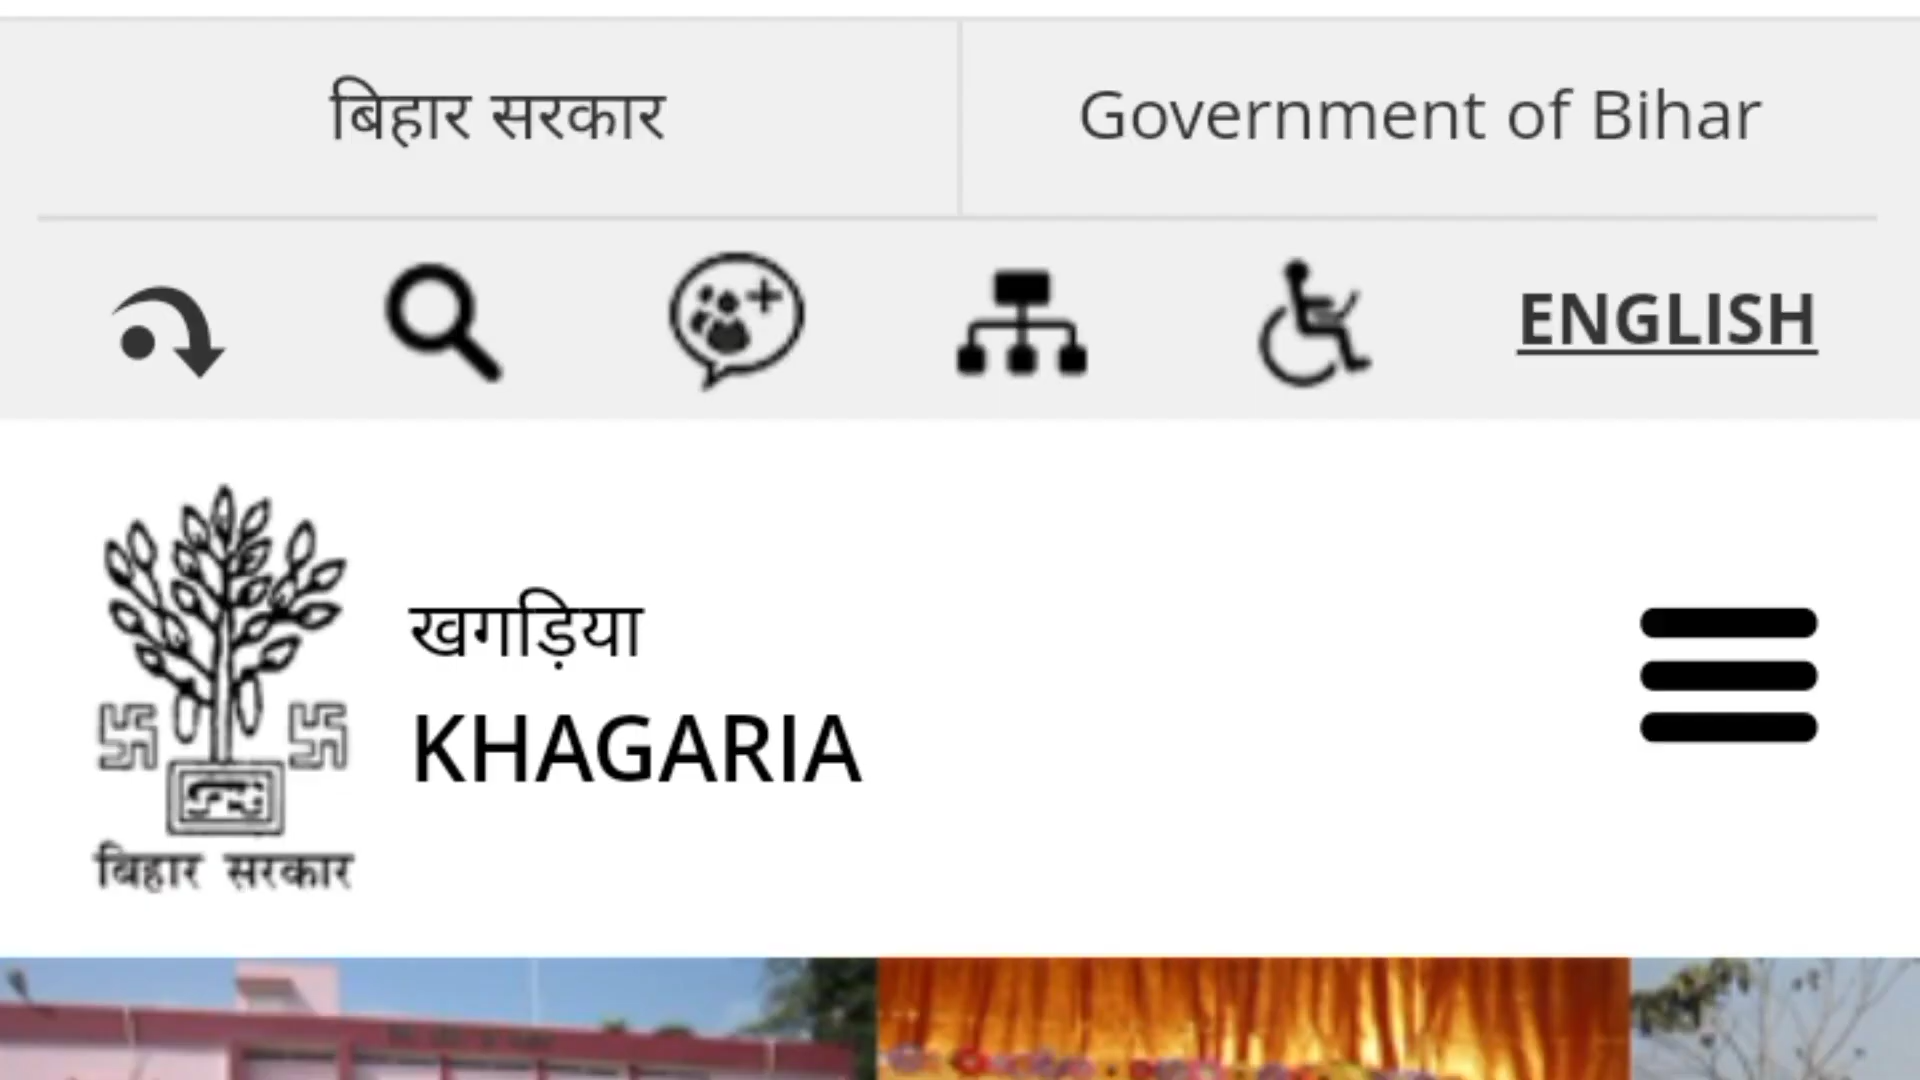 बिहार सरकार
Government of Bihar
ENGLISH
खगड़िया
KHAGARIA
बिहार सरकार